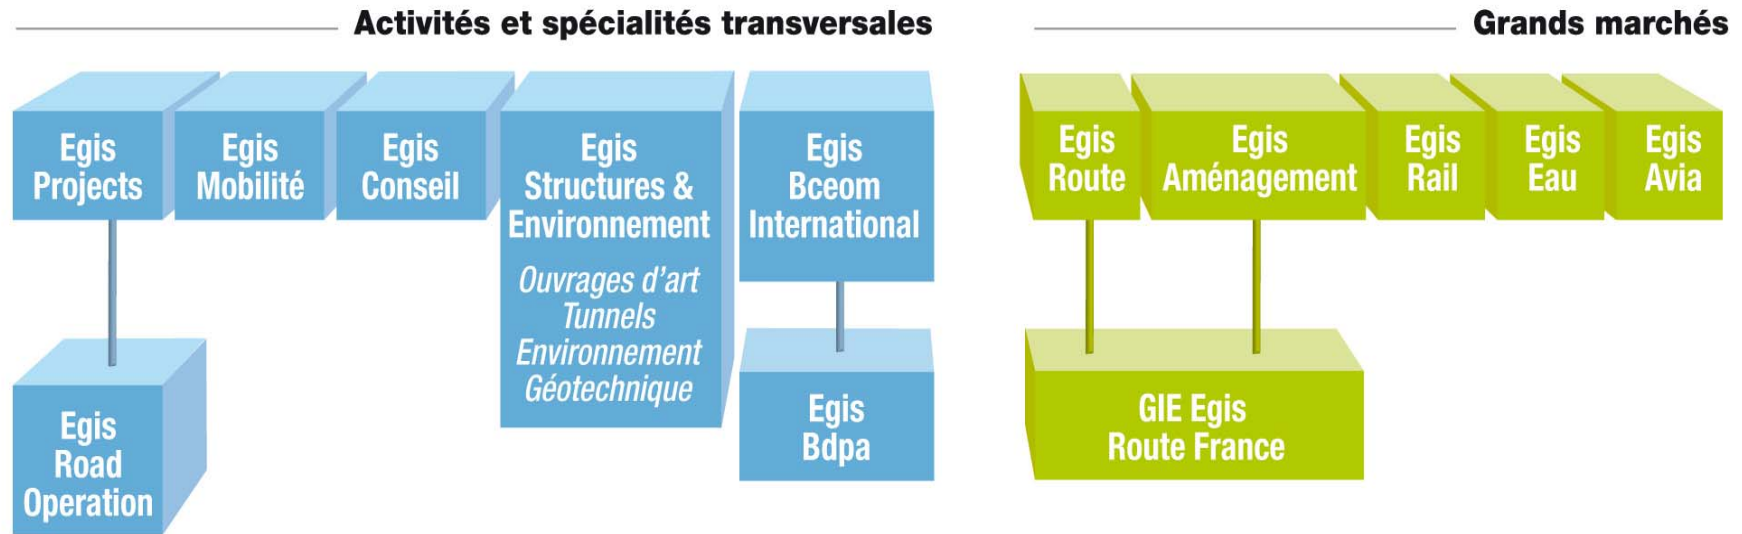 Activités et spécialités transversales
Egis
Projects
Egis
Mobilité
Egis
Conseil
Egis
Structures &
Environnement
Ouvrages d'art
Tunnels
Environnement
Géotechnique
Egis
Bceom
International
Egis
Road
Operation
Egis
Bdpa
Grands marchés
Egis
Route
Egis
Aménagement
Egis
Rail
Egis
Eau
Egis
Avia
GIE Egis
Route France